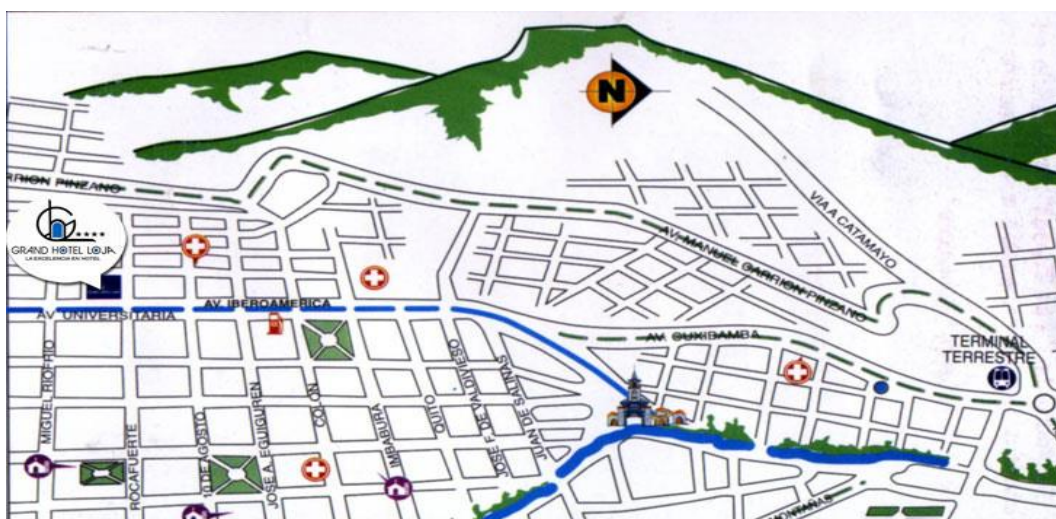 N
RRION PINZANO
GRAND HOTEL LOJA
LA EXCELENCIA EN HOTEL
AV. IBEROAMERICA
AV. UNIVERSITARIA
VIA A CATAMAYO
AV. MANUEL CARRION PINZANO
AV. CUXIBAMBA
TERMINAL
TERRESTRE
MIGUEL RIOFRIO
ROCAFUERTE
10 DE AGOSTO
JOSE A. EGUIGUREN
COLON
IMBABURA
QUITO
JOSE F. DE VALDIVIESO
JUAN DE SALINAS
MONTAÑAS